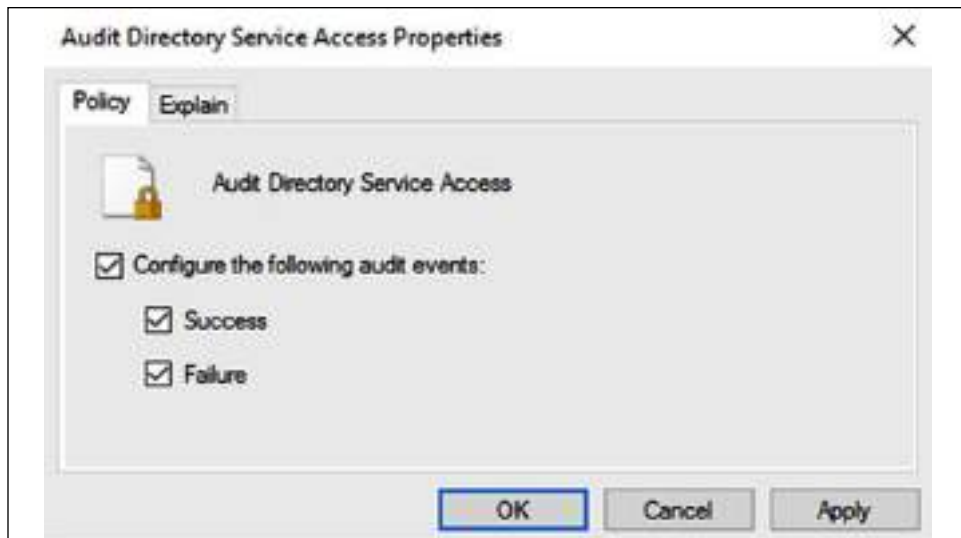 Audit Directory Service Access Properties
Policy Explain
Audit Directory Service Access
Configure the following audit events:
Success
Failure
OK Cancel Apply